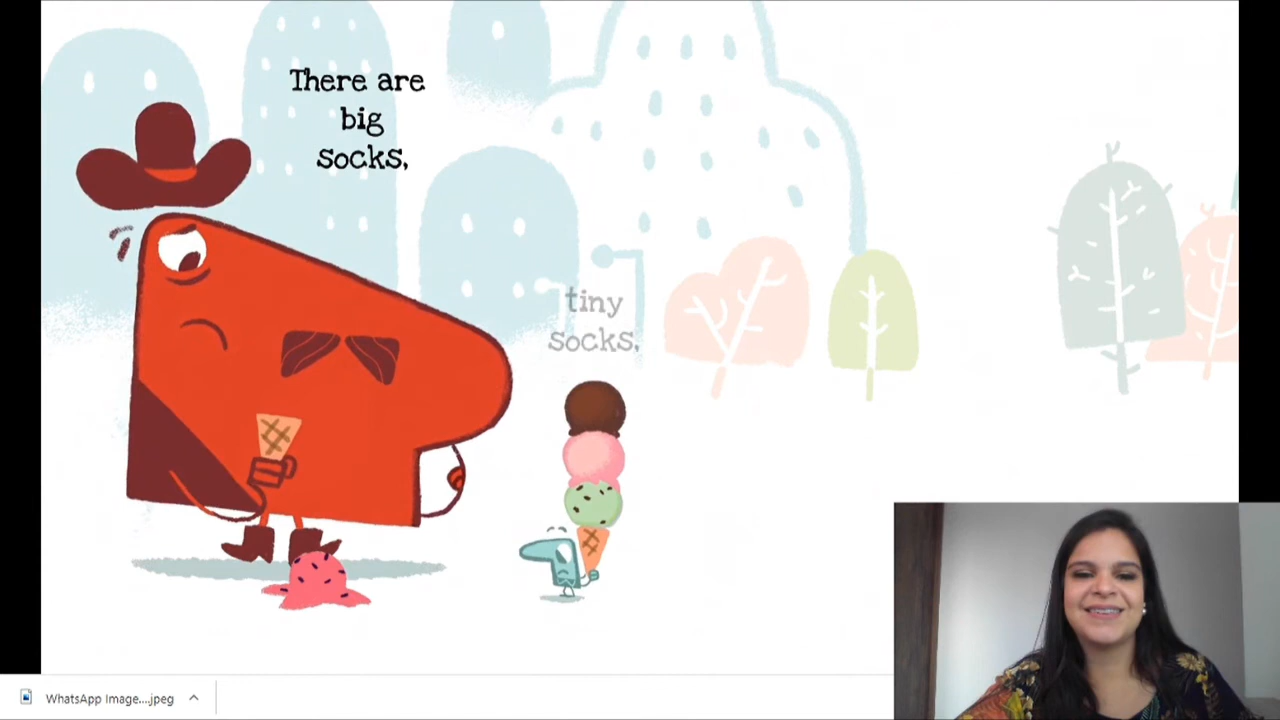 There are
big
socks,
tiny
socks,
WhatsApp Image....jpeg